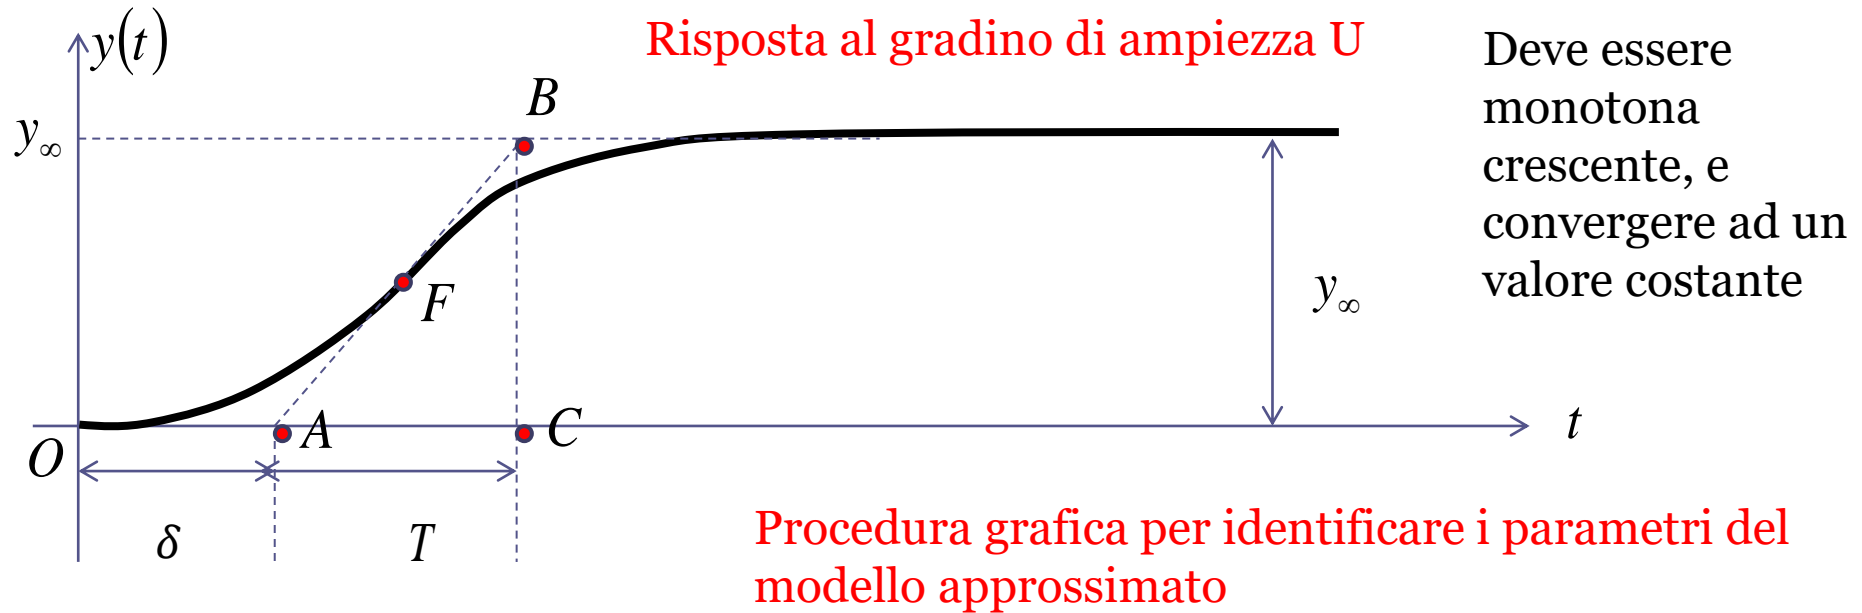 y(t)
Risposta al gradino di ampiezza U
Deve essere
monotona
crescente, e
convergere ad un
valore costante
B
y∞
F
y∞
A
C
t
O
δ
T
Procedura grafica per identificare i parametri del
modello approssimato